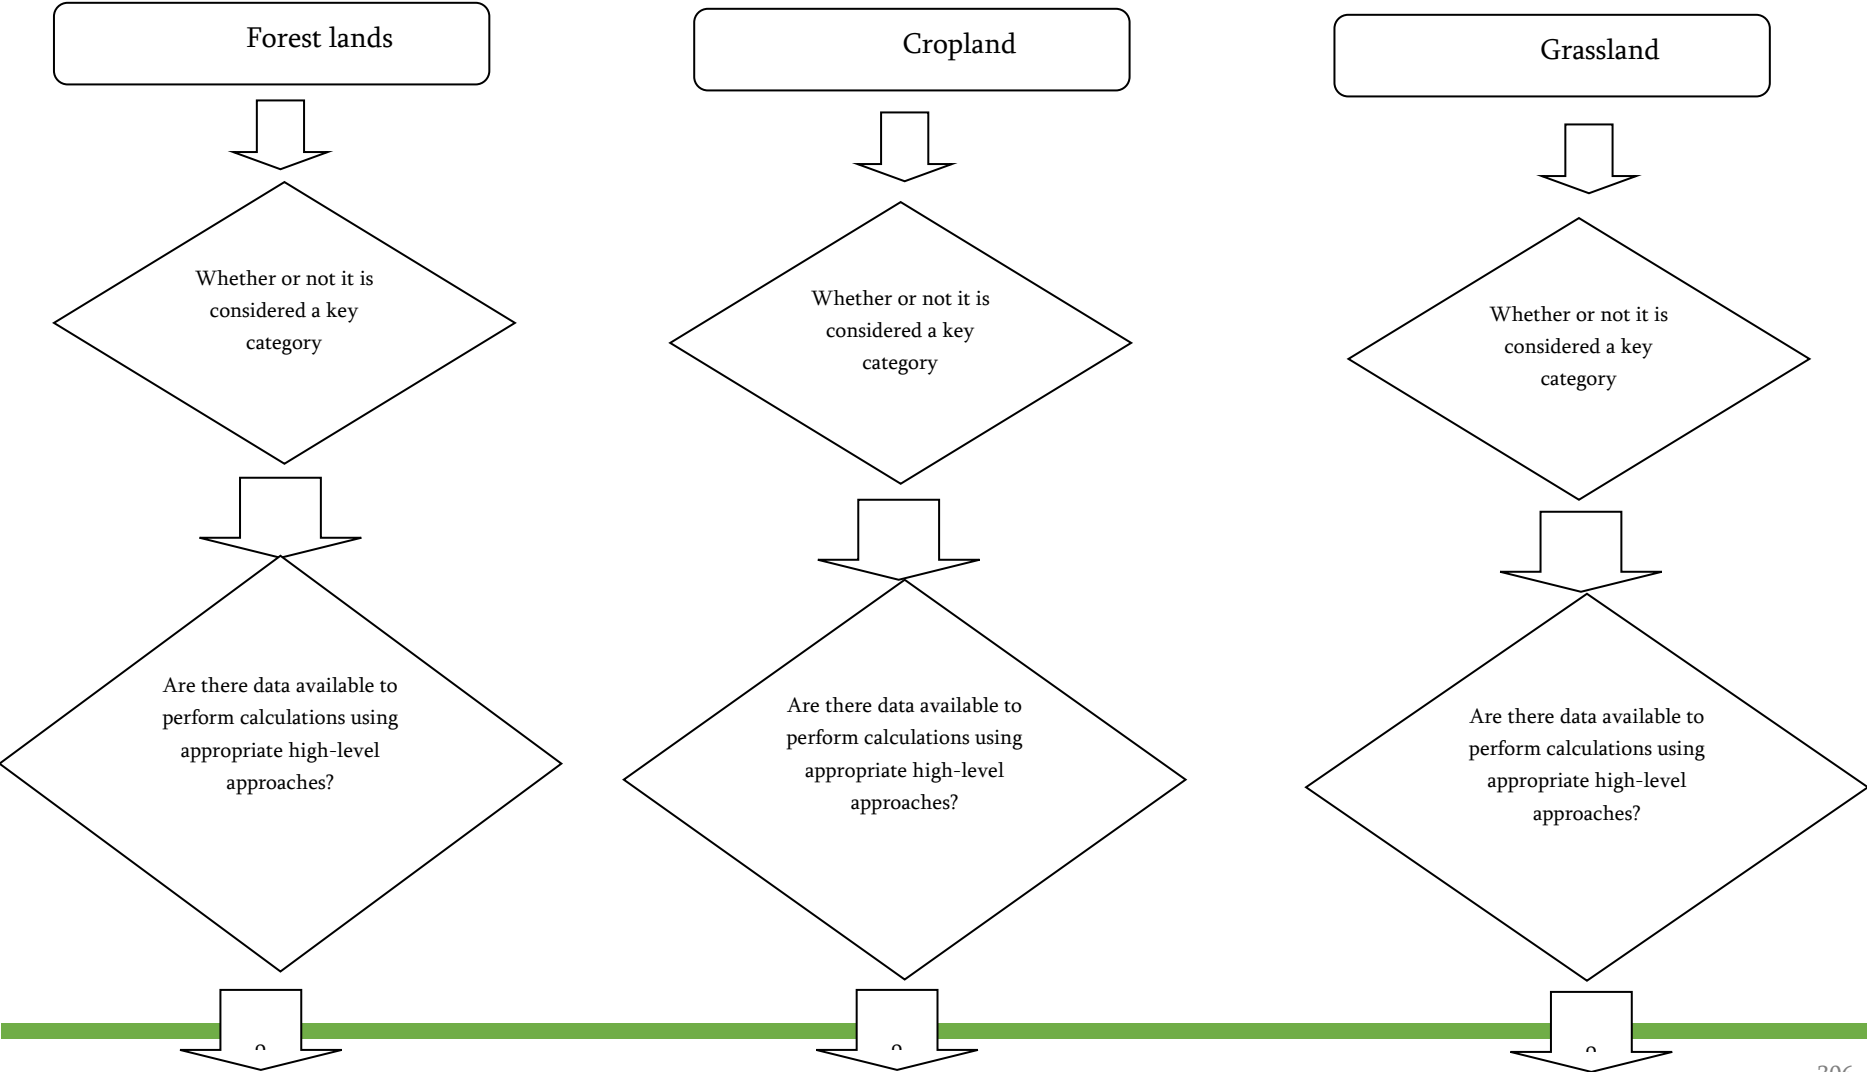 Forest lands
Cropland
Grassland
Whether or not it is
considered a key
category
Whether or not it is
considered a key
category
Whether or not it is
considered a key
category
Are there data available to
perform calculations using
appropriate high-level
approaches?
Are there data available to
perform calculations using
appropriate high-level
approaches?
Are there data available to
perform calculations using
appropriate high-level
approaches?